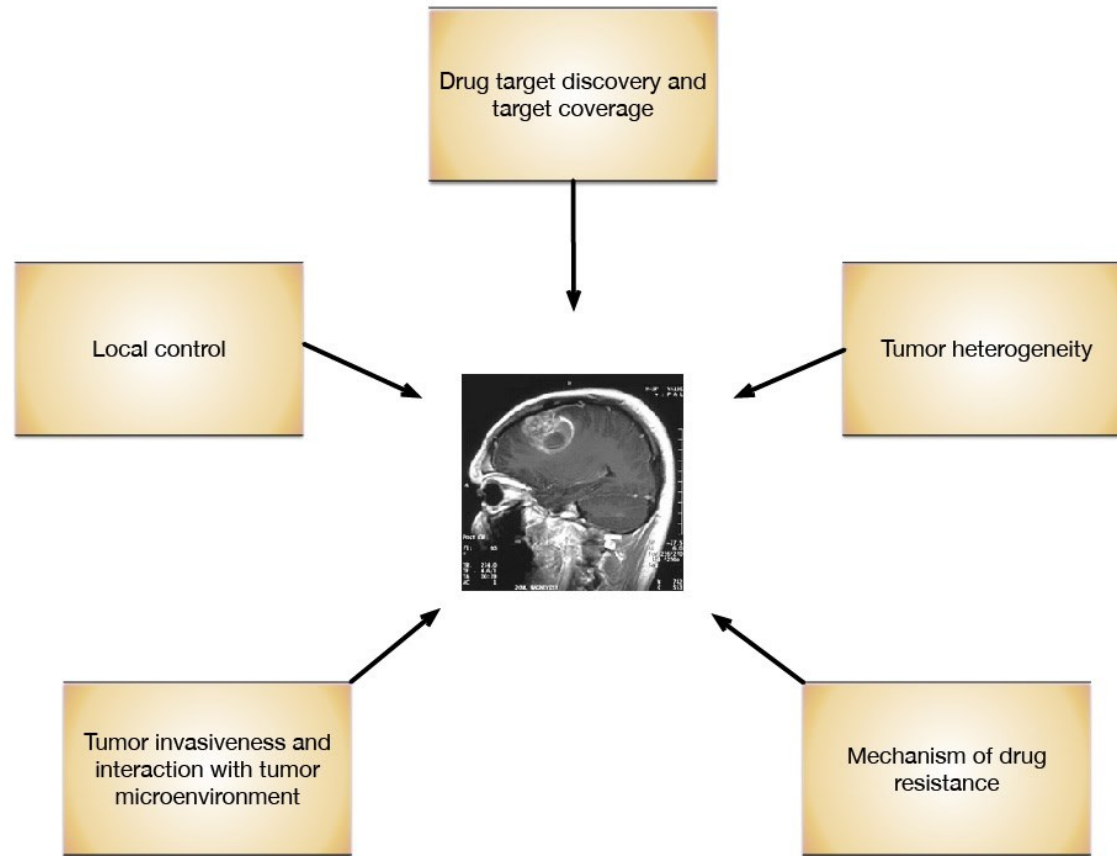 Drug target discovery and
target coverage
Local control
Tumor heterogeneity
Tumor invasiveness and
interaction with tumor
microenvironment
Mechanism of drug
resistance